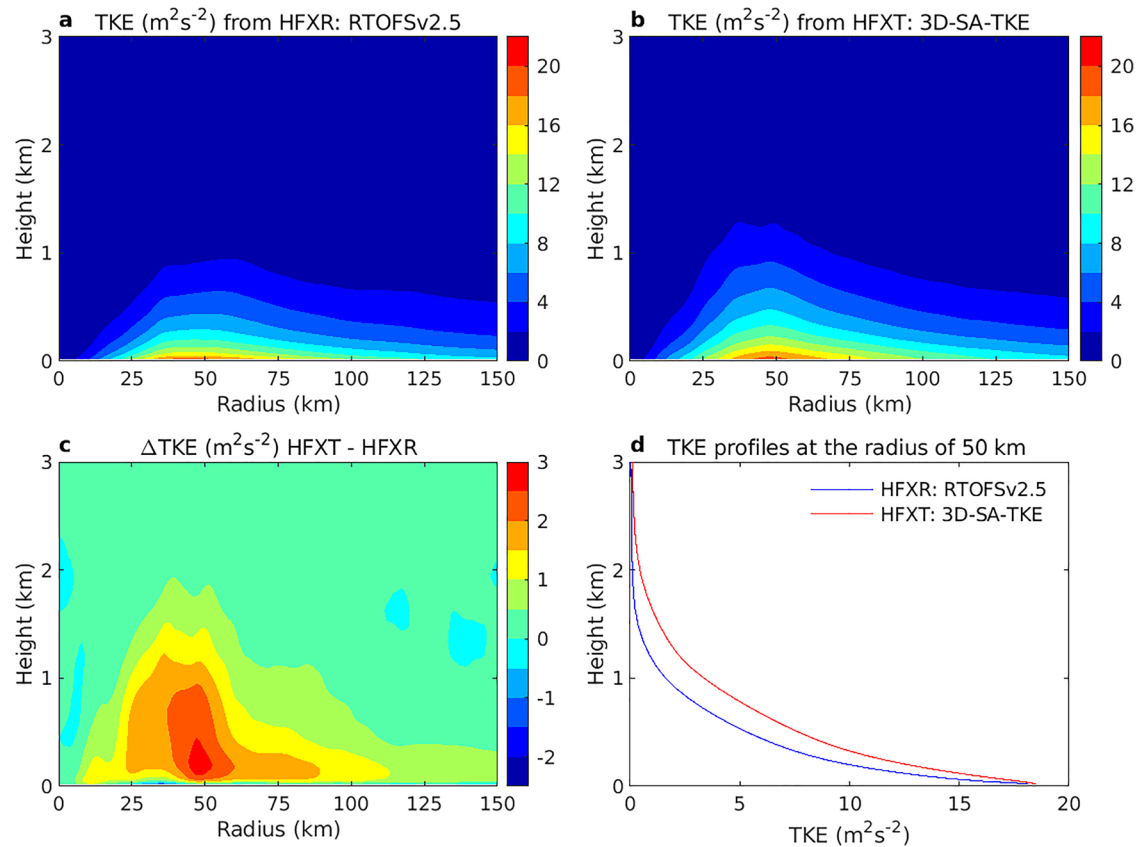 a TKE (m²s⁻²) from HFXR: RTOFSv2.5
3
2
1
0
Height (km)
0 25 50 75 100 125 150
Radius (km)
20
16
12
8
4
0
b TKE (m²s⁻²) from HFXT: 3D-SA-TKE
3
2
1
0
Height (km)
0 25 50 75 100 125 150
Radius (km)
20
16
12
8
4
0
c ΔTKE (m²s⁻²) HFXT - HFXR
3
2
1
0
Height (km)
0 25 50 75 100 125 150
Radius (km)
3
2
1
0
-1
-2
d TKE profiles at the radius of 50 km
HFXR: RTOFSv2.5
HFXT: 3D-SA-TKE
3
2
1
0
Height (km)
0 5 10 15 20
TKE (m²s⁻²)